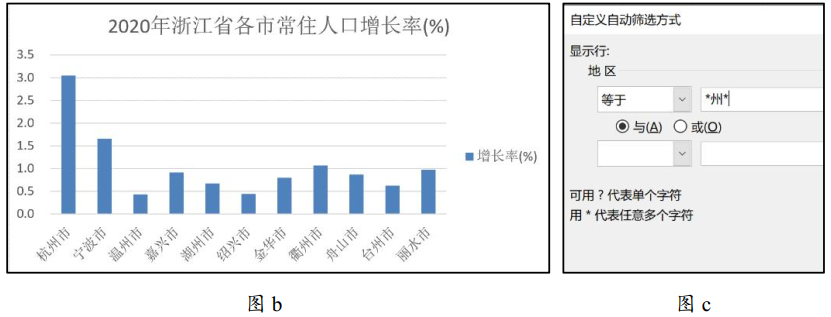 2020年浙江省各市常住人口增长率(%)
3.5
3.0
2.5
2.0
1.5
1.0
0.5
0.0
杭州市
宁波市
温州市
嘉兴市
湖州市
绍兴市
金华市
衢州市
舟山市
台州市
丽水市
增长率(%)
图 b
自定义自动筛选方式
显示行:
地区
等于 *州*
与(A) 或(O)
可用 ? 代表单个字符
用 * 代表任意多个字符
图 c